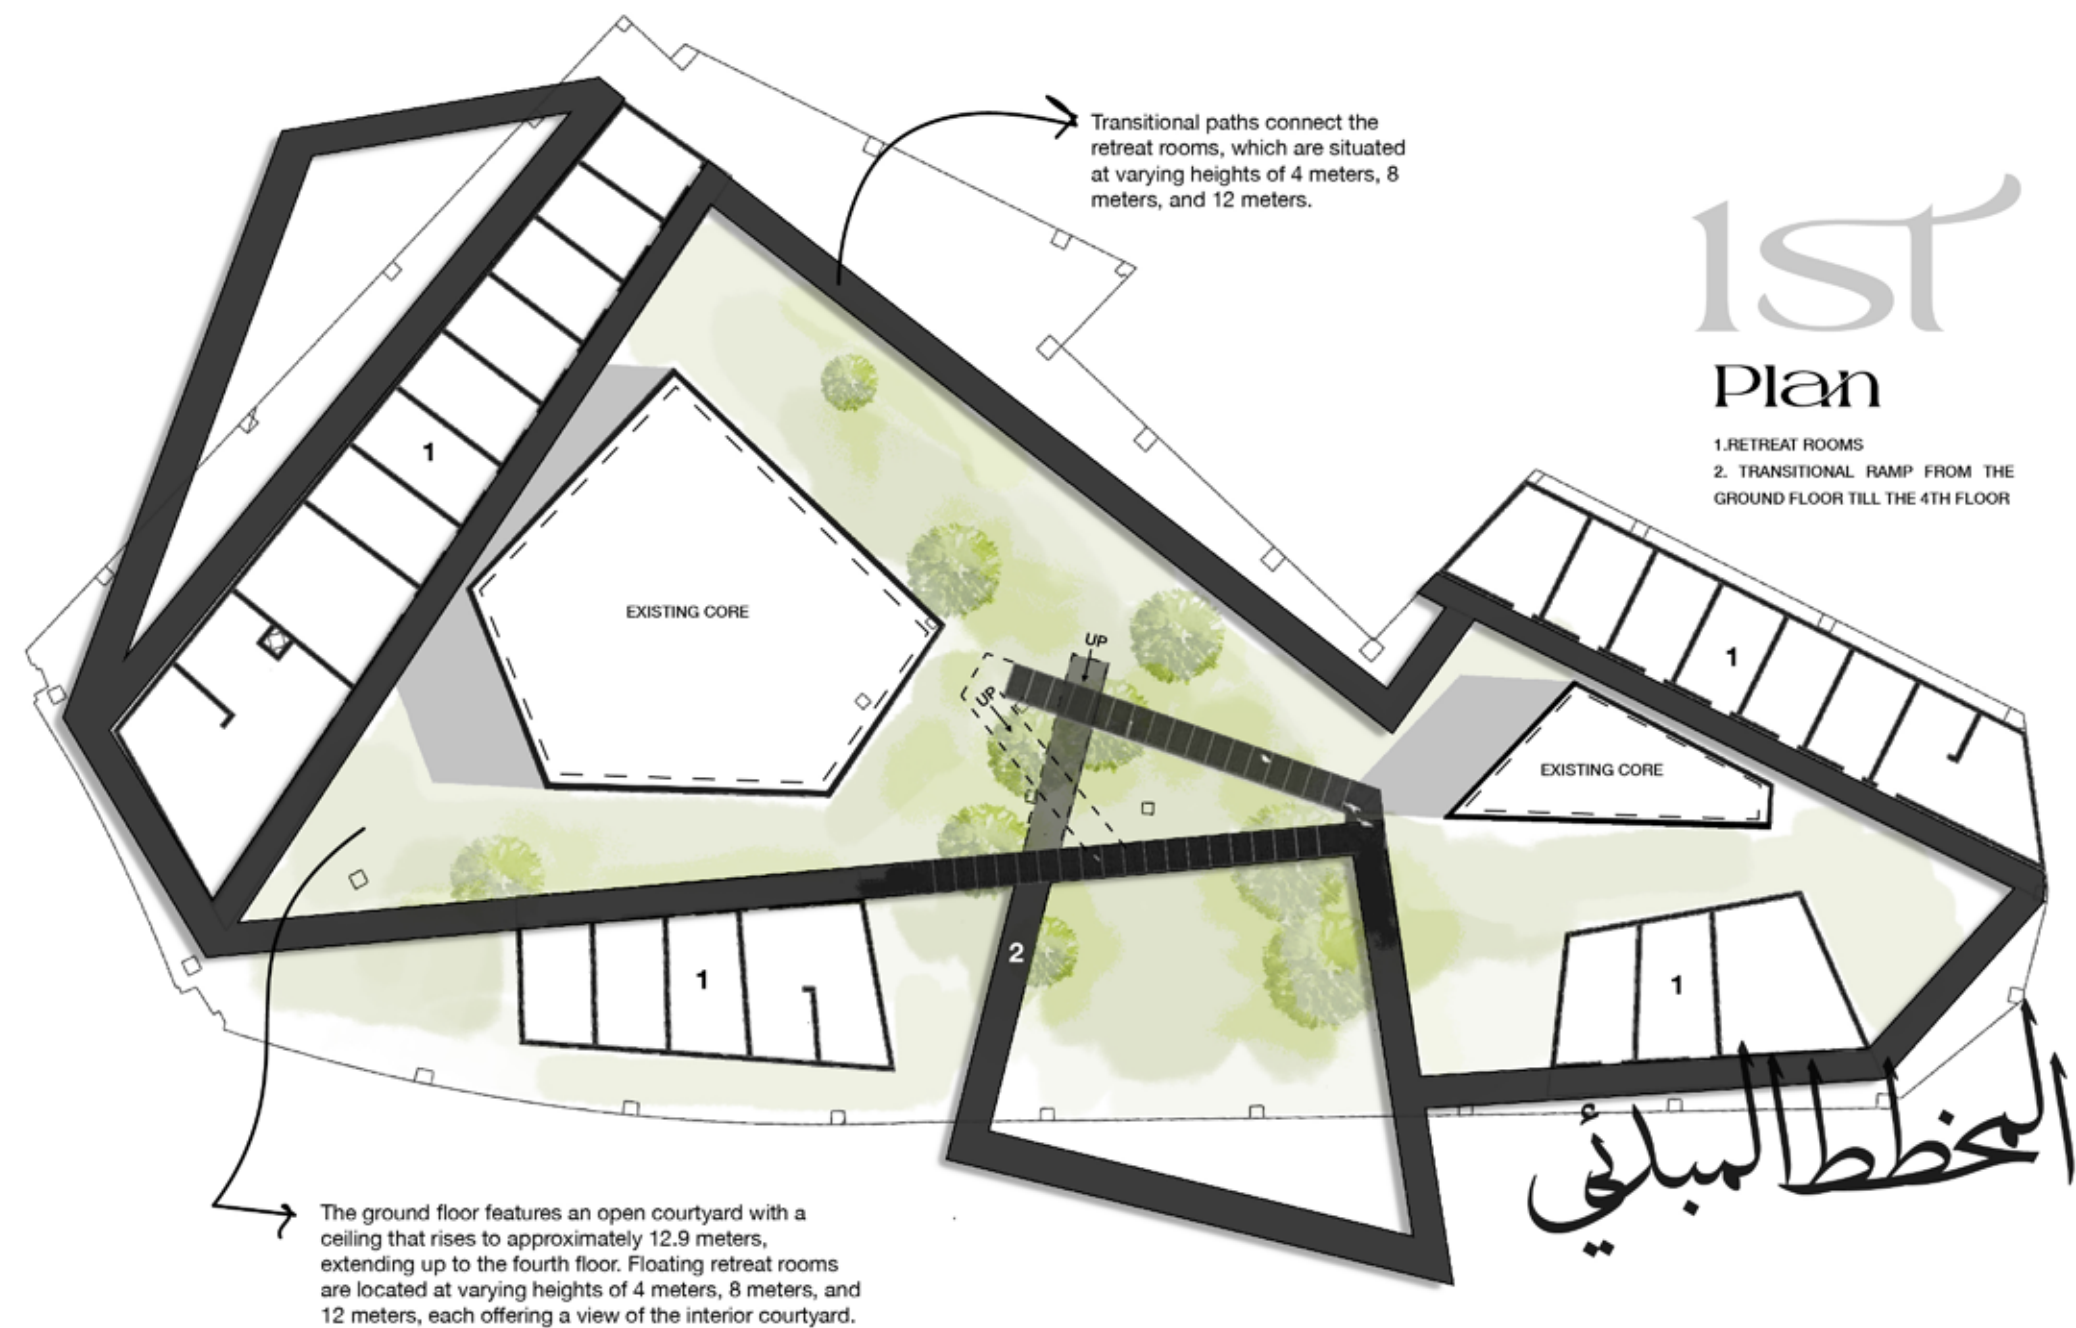 Transitional paths connect the
retreat rooms, which are situated
at varying heights of 4 meters, 8
meters, and 12 meters.
1ST
Plan
1.RETREAT ROOMS
2. TRANSITIONAL RAMP FROM THE
GROUND FLOOR TILL THE 4TH FLOOR
1
EXISTING CORE
UP
UP
1
EXISTING CORE
2
1
1
المخطط المبدئي
The ground floor features an open courtyard with a
ceiling that rises to approximately 12.9 meters,
extending up to the fourth floor. Floating retreat rooms
are located at varying heights of 4 meters, 8 meters, and
12 meters, each offering a view of the interior courtyard.